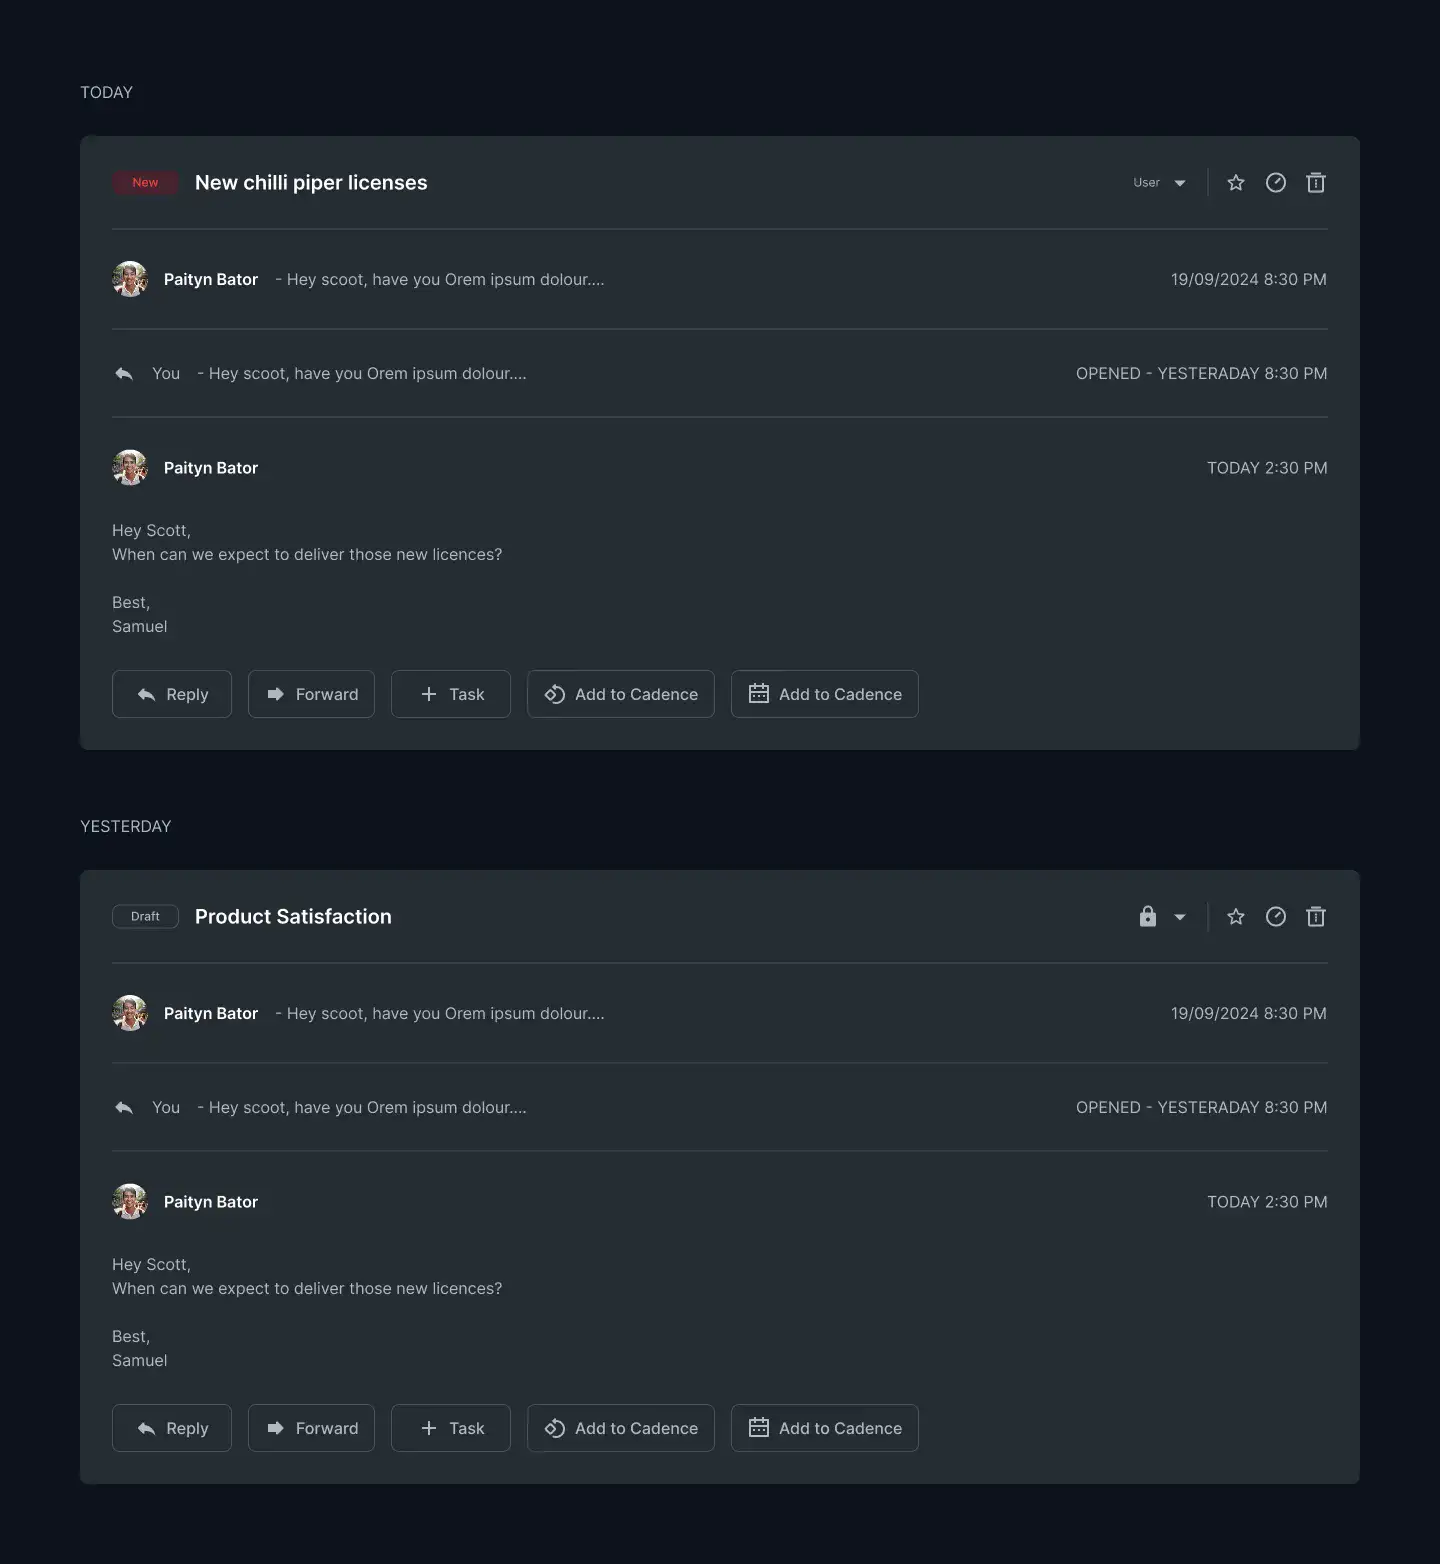 TODAY
New New chilli piper licenses User
Paityn Bator - Hey scoot, have you Orem ipsum dolour.... 19/09/2024 8:30 PM
You - Hey scoot, have you Orem ipsum dolour.... OPENED - YESTERADAY 8:30 PM
Paityn Bator TODAY 2:30 PM
Hey Scott,
When can we expect to deliver those new licences?
Best,
Samuel
Reply Forward Task Add to Cadence Add to Cadence
YESTERDAY
Draft Product Satisfaction
Paityn Bator - Hey scoot, have you Orem ipsum dolour.... 19/09/2024 8:30 PM
You - Hey scoot, have you Orem ipsum dolour.... OPENED - YESTERADAY 8:30 PM
Paityn Bator TODAY 2:30 PM
Hey Scott,
When can we expect to deliver those new licences?
Best,
Samuel
Reply Forward Task Add to Cadence Add to Cadence